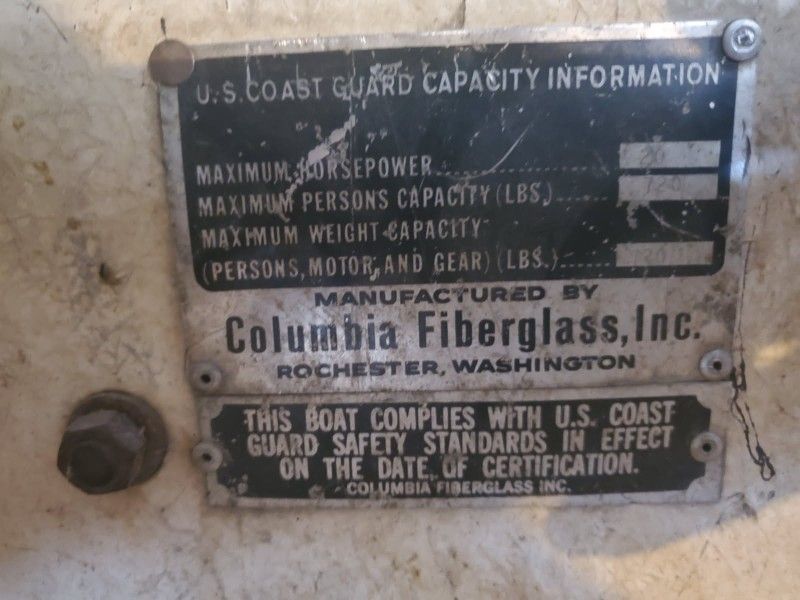 U.S. COAST GUARD CAPACITY INFORMATION
MAXIMUM HORSEPOWER.......... 20
MAXIMUM PERSONS CAPACITY (LBS.)...... 720
MAXIMUM WEIGHT CAPACITY
(PERSONS, MOTOR, AND GEAR) (LBS.)......
MANUFACTURED BY
Columbia Fiberglass, Inc.
ROCHESTER, WASHINGTON
THIS BOAT COMPLIES WITH U.S. COAST
GUARD SAFETY STANDARDS IN EFFECT
ON THE DATE OF CERTIFICATION.
COLUMBIA FIBERGLASS INC.